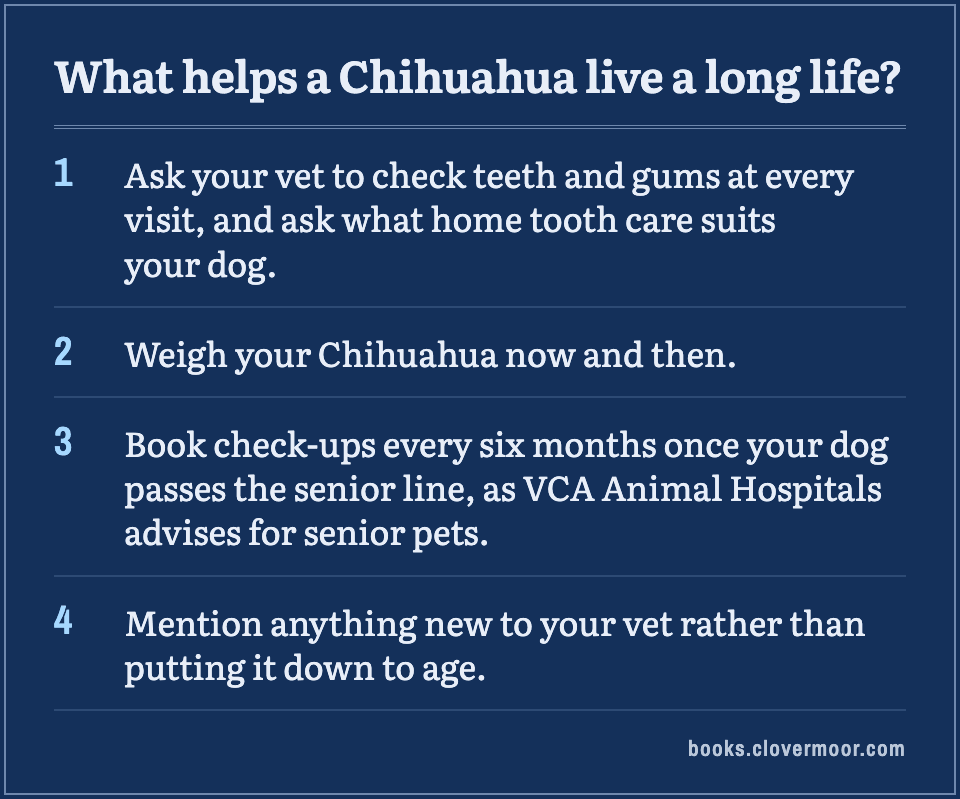 What helps a Chihuahua live a long life?
1
Ask your vet to check teeth and gums at every
visit, and ask what home tooth care suits
your dog.
2
Weigh your Chihuahua now and then.
3
Book check-ups every six months once your dog
passes the senior line, as VCA Animal Hospitals
advises for senior pets.
4
Mention anything new to your vet rather than
putting it down to age.
books.clovermoor.com